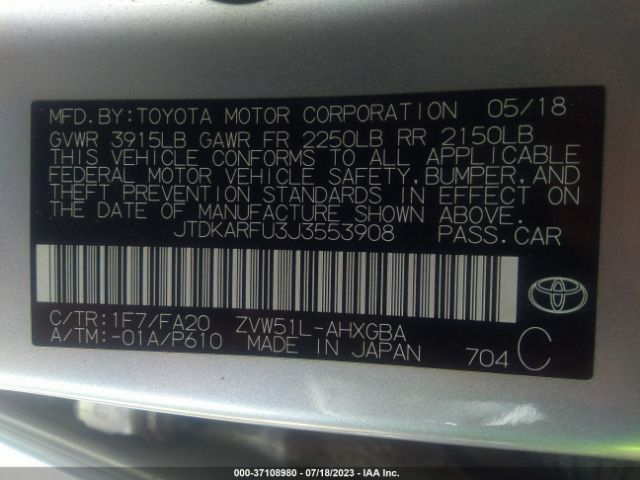 MFD.BY:TOYOTA MOTOR CORPORATION 05/18
GVWR 3915LB GAWR FR 2250LB RR 2150LB
THIS VEHICLE CONFORMS TO ALL APPLICABLE
FEDERAL MOTOR VEHICLE SAFETY,BUMPER,AND
THEFT PREVENTION STANDARDS IN EFFECT ON
THE DATE OF MANUFACTURE SHOWN ABOVE.
JTDKARFU3J3553908 PASS.CAR
C/TR:1F7/FA20 ZVW51L-AHXGBA
A/TM:-01A/P610 MADE IN JAPAN 704 C
000-37108980 - 07/18/2023 - IAA Inc.